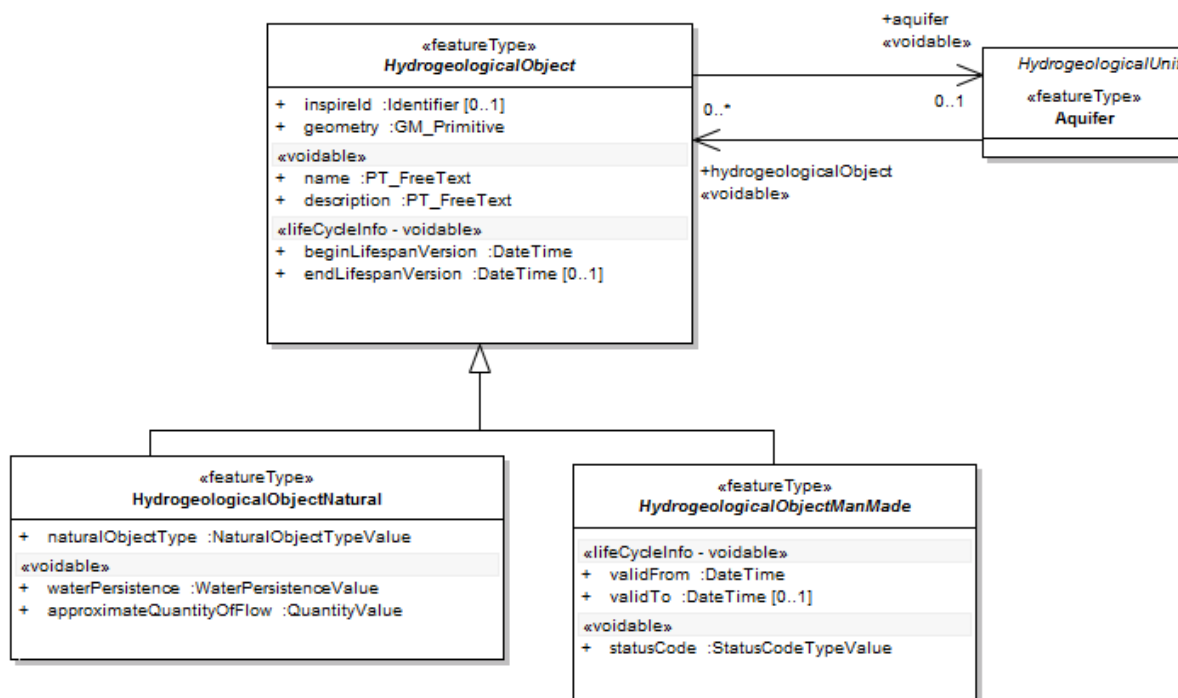 «featureType»
HydrogeologicalObject
+ inspireId :Identifier [0..1]
+ geometry :GM_Primitive
«voidable»
+ name :PT_FreeText
+ description :PT_FreeText
«lifeCycleInfo - voidable»
+ beginLifespanVersion :DateTime
+ endLifespanVersion :DateTime [0..1]
+aquifer
«voidable»
0..*
0..1
+hydrogeologicalObject
«voidable»
HydrogeologicalUnit
«featureType»
Aquifer
«featureType»
HydrogeologicalObjectNatural
+ naturalObjectType :NaturalObjectTypeValue
«voidable»
+ waterPersistence :WaterPersistenceValue
+ approximateQuantityOfFlow :QuantityValue
«featureType»
HydrogeologicalObjectManMade
«lifeCycleInfo - voidable»
+ validFrom :DateTime
+ validTo :DateTime [0..1]
«voidable»
+ statusCode :StatusCodeTypeValue